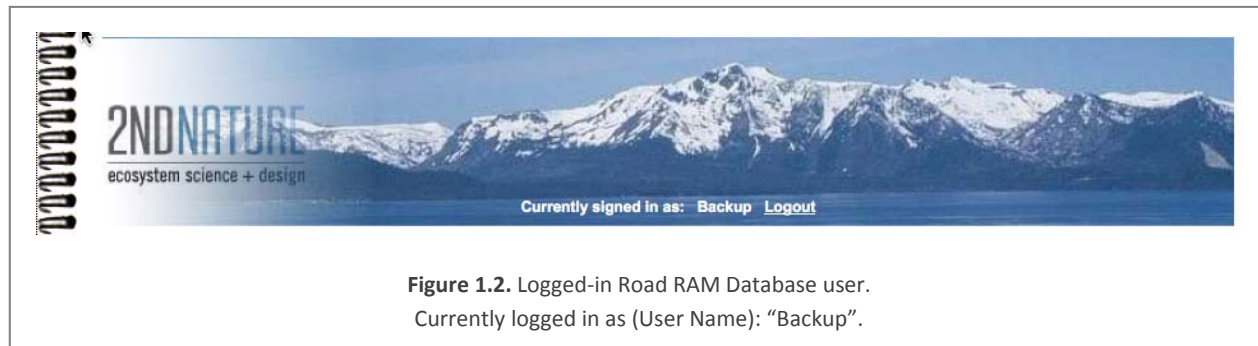 2NDNATURE
ecosystem science + design
Currently signed in as: Backup Logout
Figure 1.2. Logged-in Road RAM Database user.
Currently logged in as (User Name): “Backup”.